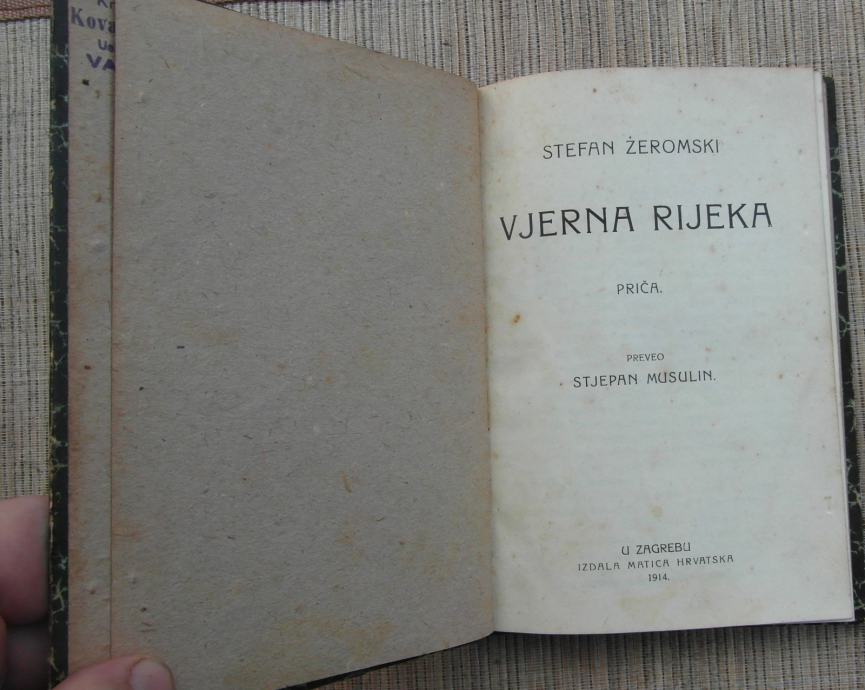 STEFAN ŻEROMSKI
VJERNA RIJEKA
PRIČA.
PREVEO
STJEPAN MUSULIN.
U ZAGREBU
IZDALA MATICA HRVATSKA
1914.